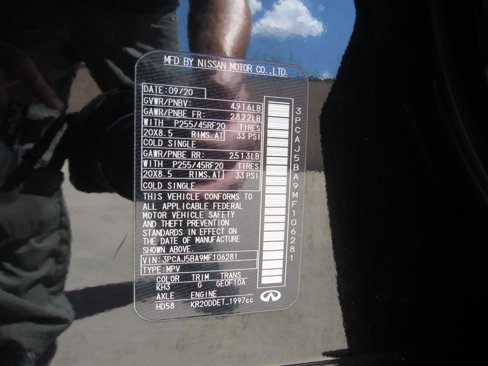 MFD BY NISSAN MOTOR CO.,LTD.
DATE:09/20
GVWR/PNBV: 4,916LB
GAWR/PNBE FR: 2,822LB
WITH P255/45RF20 TIRES
20X8.5 RIMS.AT 33 PSI
COLD SINGLE
GAWR/PNBE RR: 2,513LB
WITH P255/45RF20 TIRES
20X8.5 RIMS.AT 33 PSI
COLD SINGLE
THIS VEHICLE CONFORMS TO
ALL APPLICABLE FEDERAL
MOTOR VEHICLE SAFETY
AND THEFT PREVENTION
STANDARDS IN EFFECT ON
THE DATE OF MANUFACTURE
SHOWN ABOVE.
VIN:3PCAJ5BA9MF106281
TYPE:MPV
COLOR TRIM TRANS
KH3 G GE0F10A
AXLE ENGINE
HD58 KR20DDET_1997cc
3PCAJ5BA9MF106281